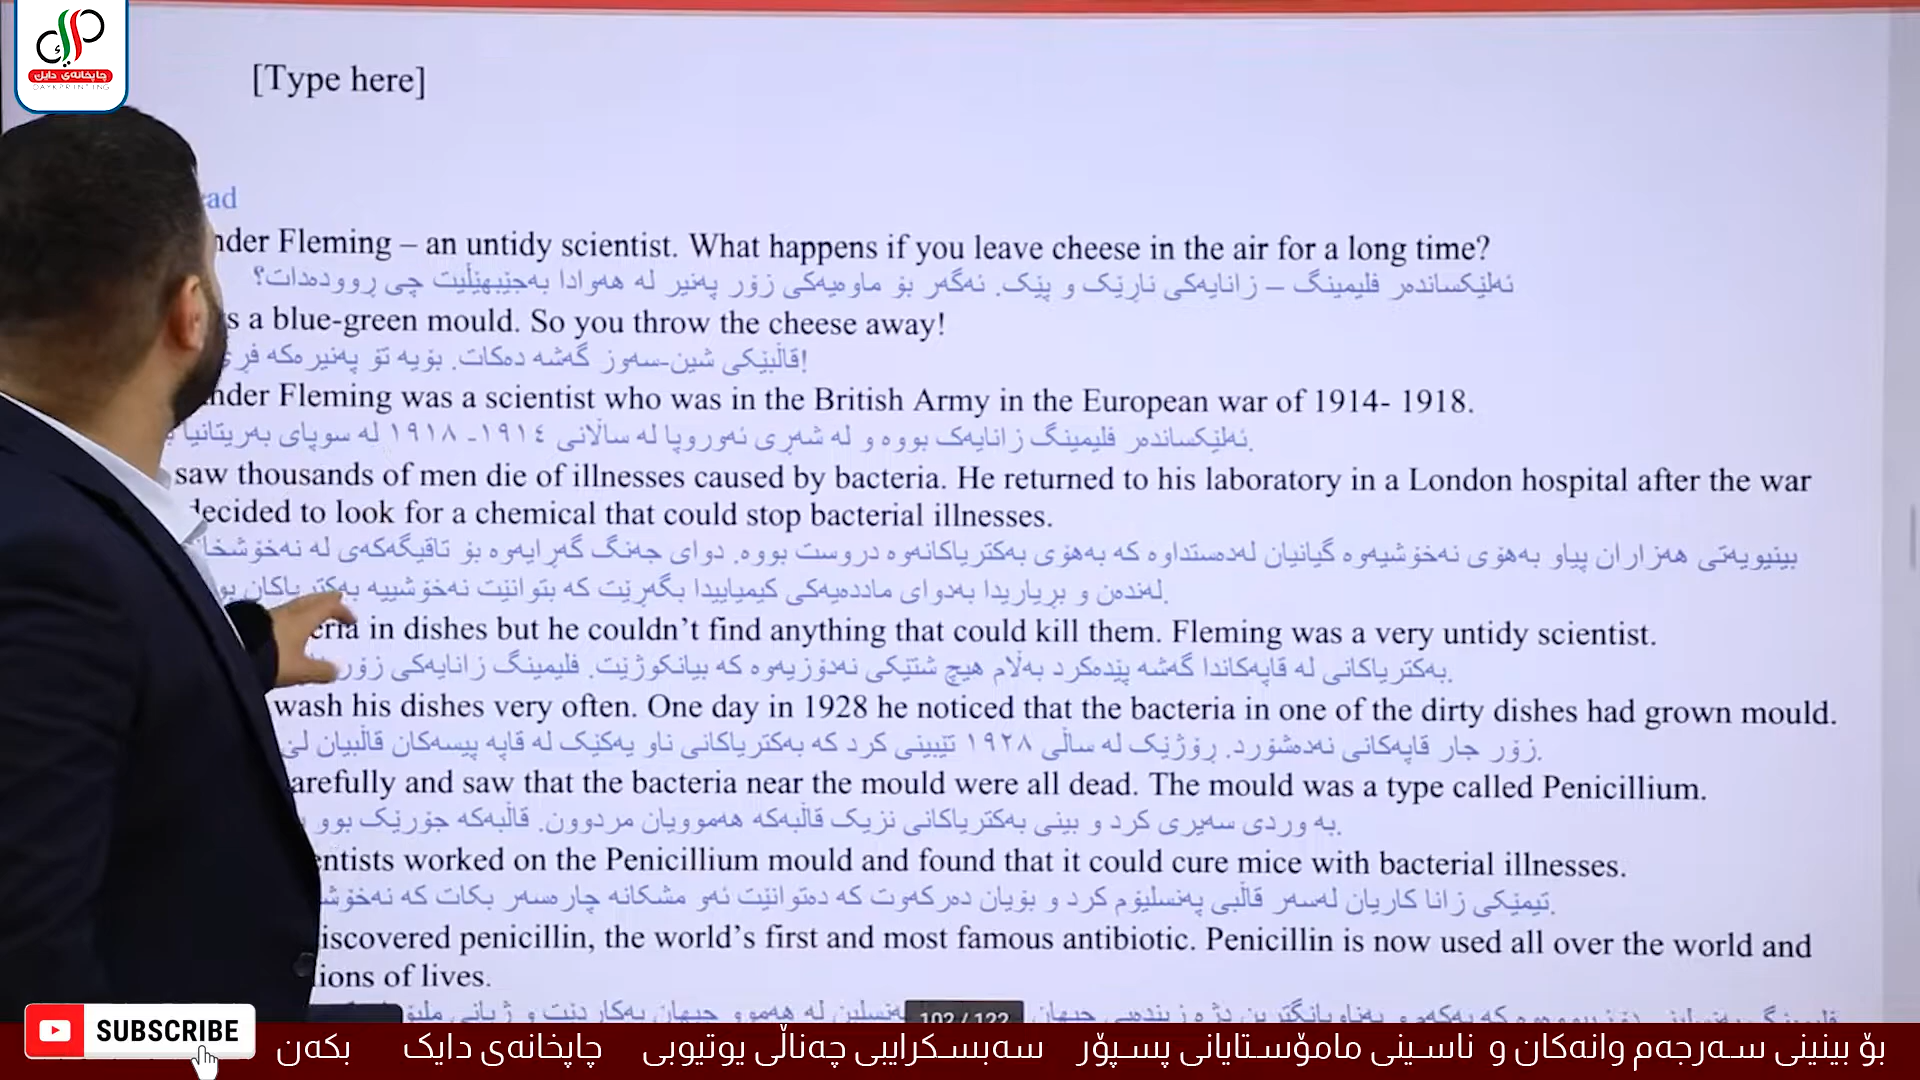 چاپخانەی دایک
DAYK PRINTING
[Type here]
ead
nder Fleming – an untidy scientist. What happens if you leave cheese in the air for a long time?
ئەلێکساندەر فلیمینگ – زانایەکی نارێک و پێک. ئەگەر بۆ ماوەیەکی زۆر پەنیر لە هەوادا بەجێبهێڵیت چی ڕوودەدات؟
s a blue-green mould. So you throw the cheese away!
قاڵبێکی شین-سەوز گەشە دەکات. بۆیە تۆ پەنیرەکە فڕێ!
nder Fleming was a scientist who was in the British Army in the European war of 1914- 1918.
ئەلێکساندەر فلیمینگ زانایەک بووە و لە شەڕی ئەوروپا لە ساڵانی ١٩١٤- ١٩١٨ لە سوپای بەریتانیا
saw thousands of men die of illnesses caused by bacteria. He returned to his laboratory in a London hospital after the war
decided to look for a chemical that could stop bacterial illnesses.
بینیویەتی هەزاران پیاو بەهۆی نەخۆشیەوە گیانیان لەدەستداوە کە بەهۆی بەکتریاکانەوە دروست بووە. دوای جەنگ گەڕایەوە بۆ تاقیگەکەی لە نەخۆشخا
لەندەن و بڕیاریدا بەدوای ماددەیەکی کیمیاییدا بگەڕێت کە بتوانێت نەخۆشییە بەکتریاکان بو
eria in dishes but he couldn't find anything that could kill them. Fleming was a very untidy scientist.
بەکتریاکانی لە قاپەکاندا گەشە پێدەکرد بەڵام هیچ شتێکی نەدۆزیەوە کە بیانکوژێت. فلیمینگ زانایەکی زۆر
wash his dishes very often. One day in 1928 he noticed that the bacteria in one of the dirty dishes had grown mould.
زۆر جار قاپەکانی نەدەشۆرد. ڕۆژێک لە ساڵی ١٩٢٨ تێبینی کرد کە بەکتریاکانی ناو یەکێک لە قاپە پیسەکان قاڵبیان لێ
arefully and saw that the bacteria near the mould were all dead. The mould was a type called Penicillium.
بە وردی سەیری کرد و بینی بەکتریاکانی نزیک قاڵبەکە هەموویان مردوون. قاڵبەکە جۆرێک بوو
entists worked on the Penicillium mould and found that it could cure mice with bacterial illnesses.
تیمێکی زانا کاریان لەسەر قاڵبی پەنسلیۆم کرد و بۆیان دەرکەوت کە دەتوانێت ئەو مشکانە چارەسەر بکات کە نەخۆش
iscovered penicillin, the world's first and most famous antibiotic. Penicillin is now used all over the world and
ions of lives.
102 / 122
SUBSCRIBE
بۆ بینینی سەرجەم وانەکان و ناسینی مامۆستایانی پسپۆر سەبسکرایبی چەناڵی یوتیوبی چاپخانەی دایک بکەن